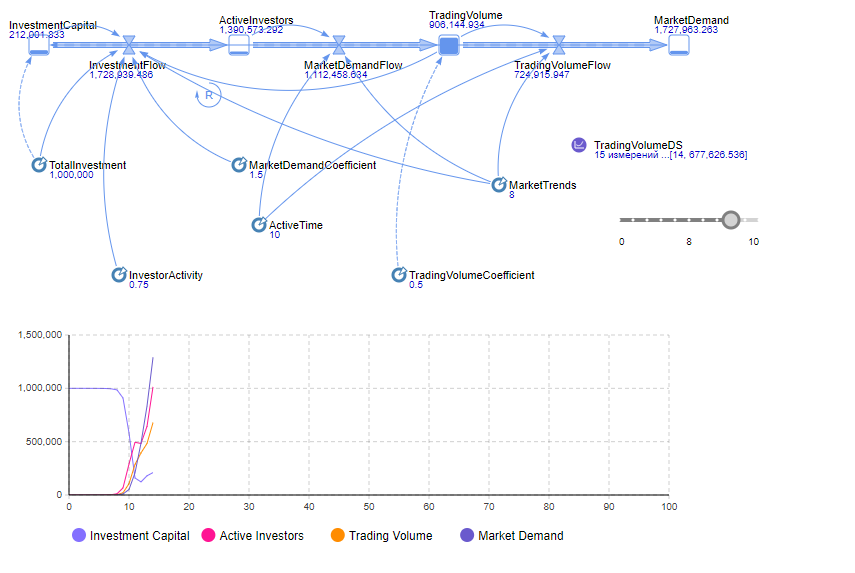 InvestmentCapital
212,001.833
ActiveInvestors
1,390,573.292
TradingVolume
906,144.934
MarketDemand
1,727,963.263
InvestmentFlow
1,728,939.486
MarketDemandFlow
1,112,458.634
TradingVolumeFlow
724,915.947
R
TradingVolumeDS
15 измерений ...[14, 677,626.536]
TotalInvestment
1,000,000
MarketDemandCoefficient
1.5
MarketTrends
8
ActiveTime
10
0 8 10
InvestorActivity
0.75
TradingVolumeCoefficient
0.5
1,500,000
1,000,000
500,000
0
0 10 20 30 40 50 60 70 80 90 100
Investment Capital Active Investors Trading Volume Market Demand